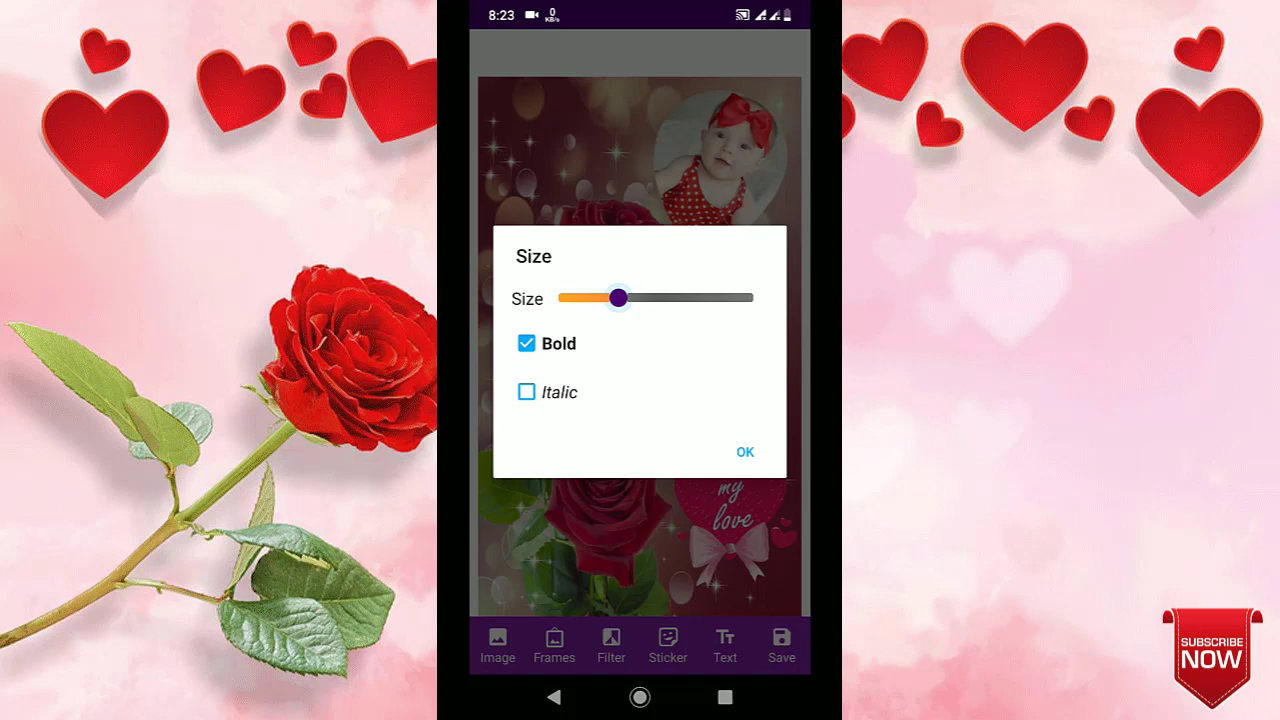 8:23
0
KB/s
Size
Size
Bold
Italic
OK
my
love
Image
Frames
Filter
Sticker
Text
Save
SUBSCRIBE
NOW